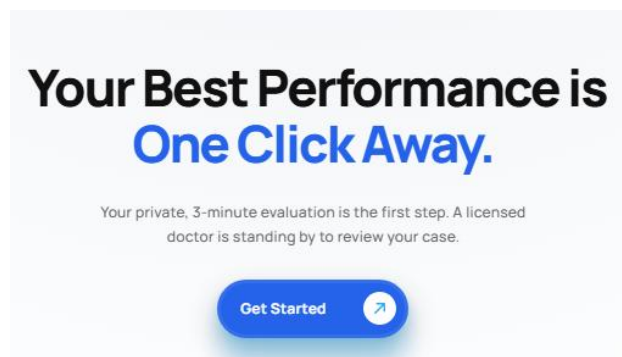 Your Best Performance is
One Click Away.
Your private, 3-minute evaluation is the first step. A licensed
doctor is standing by to review your case.
Get Started